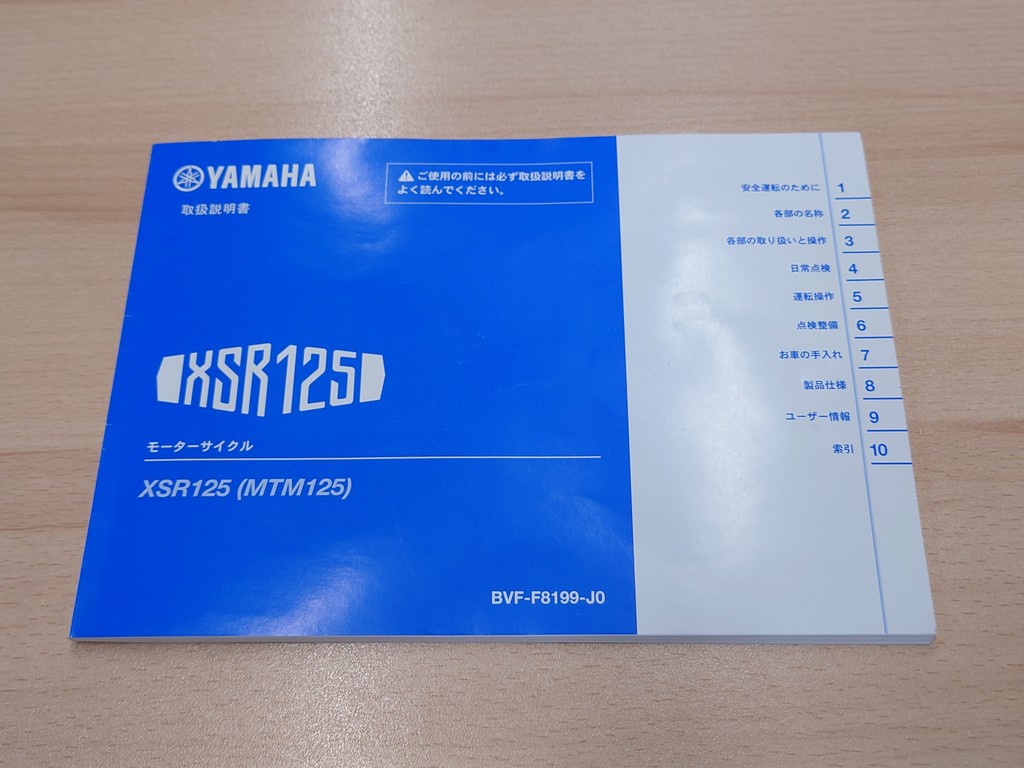 YAMAHA
取扱説明書
⚠ ご使用の前には必ず取扱説明書を
よく読んでください。
XSR125
モーターサイクル
XSR125 (MTM125)
BVF-F8199-J0
安全運転のために 1
各部の名称 2
各部の取り扱いと操作 3
日常点検 4
運転操作 5
点検整備 6
お車の手入れ 7
製品仕様 8
ユーザー情報 9
索引 10